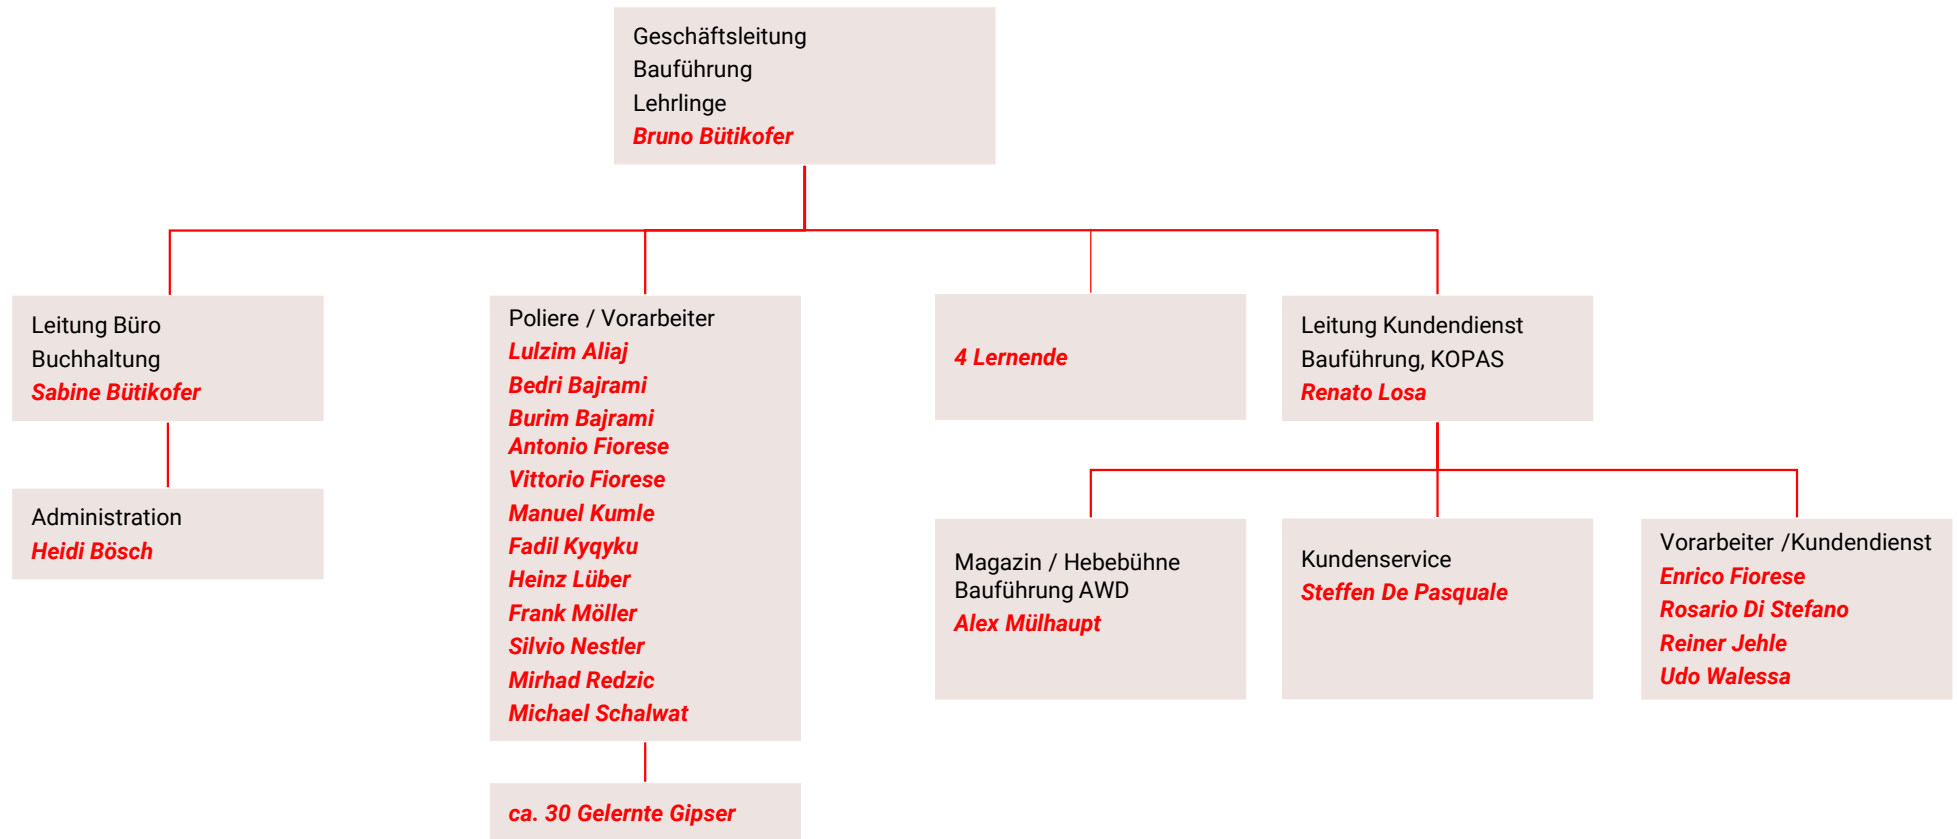 Geschäftsleitung
Bauführung
Lehrlinge
Bruno Bütikofer
Leitung Büro
Buchhaltung
Sabine Bütikofer
Administration
Heidi Bösch
Poliere / Vorarbeiter
Lulzim Aliaj
Bedri Bajrami
Burim Bajrami
Antonio Fiorese
Vittorio Fiorese
Manuel Kumle
Fadil Kyqyku
Heinz Lüber
Frank Möller
Silvio Nestler
Mirhad Redzic
Michael Schalwat
ca. 30 Gelernte Gipser
4 Lernende
Leitung Kundendienst
Bauführung, KOPAS
Renato Losa
Magazin / Hebebühne
Bauführung AWD
Alex Mülhaupt
Kundenservice
Steffen De Pasquale
Vorarbeiter /Kundendienst
Enrico Fiorese
Rosario Di Stefano
Reiner Jehle
Udo Walessa